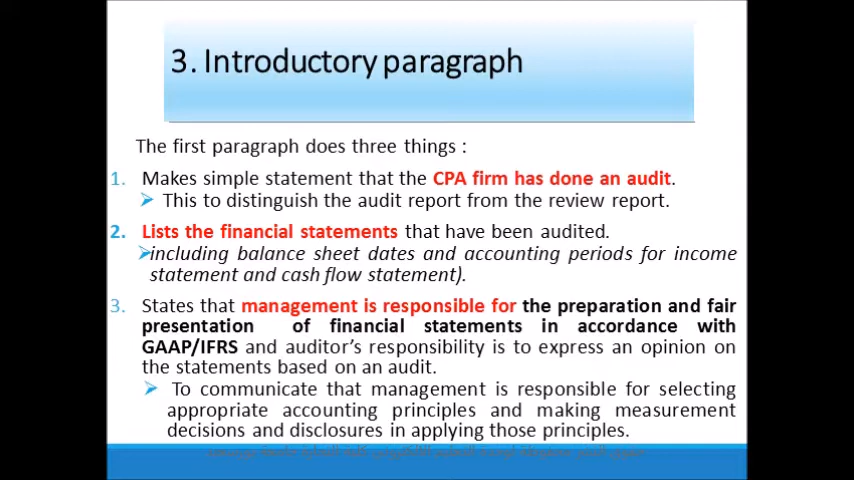 3. Introductory paragraph
The first paragraph does three things :
1. Makes simple statement that the CPA firm has done an audit.
➢ This to distinguish the audit report from the review report.
2. Lists the financial statements that have been audited.
➢including balance sheet dates and accounting periods for income
statement and cash flow statement).
3. States that management is responsible for the preparation and fair
presentation of financial statements in accordance with
GAAP/IFRS and auditor's responsibility is to express an opinion on
the statements based on an audit.
➢ To communicate that management is responsible for selecting
appropriate accounting principles and making measurement
decisions and disclosures in applying those principles.